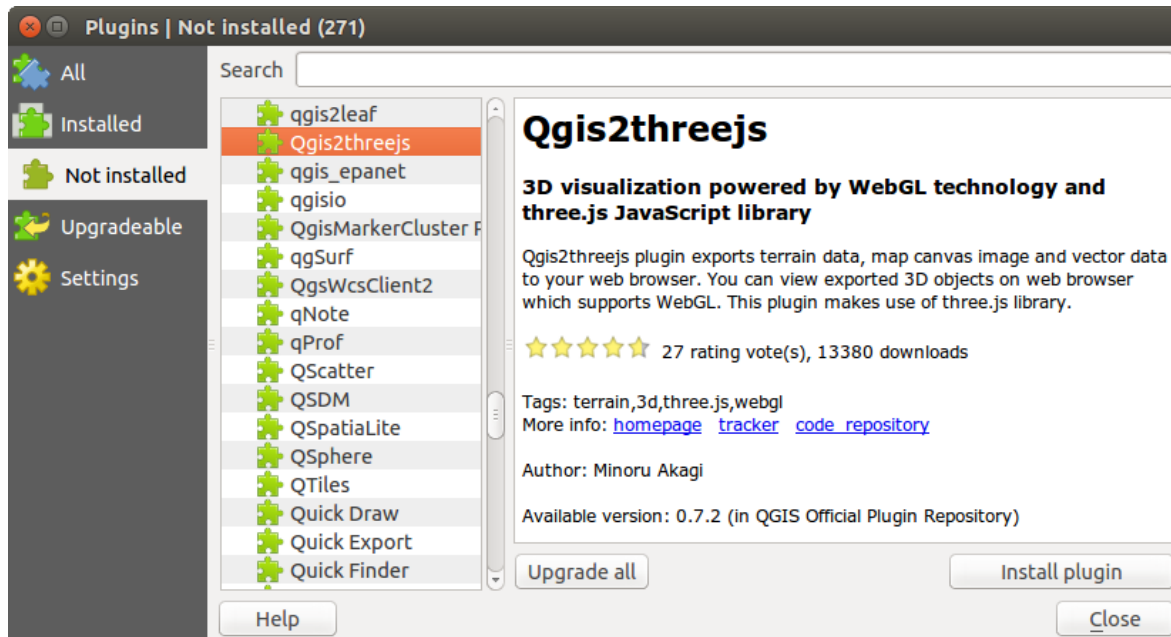 Plugins | Not installed (271)
All
Installed
Not installed
Upgradeable
Settings
Search
qgis2leaf
Qgis2threejs
qgis_epanet
qgisio
QgisMarkerCluster
qgSurf
QgsWcsClient2
qNote
qProf
QScatter
QSDM
QSpatiaLite
QSphere
QTiles
Quick Draw
Quick Export
Quick Finder
Qgis2threejs
3D visualization powered by WebGL technology and
three.js JavaScript library
Qgis2threejs plugin exports terrain data, map canvas image and vector data
to your web browser. You can view exported 3D objects on web browser
which supports WebGL. This plugin makes use of three.js library.
27 rating vote(s), 13380 downloads
Tags: terrain,3d,three.js,webgl
More info: homepage tracker code repository
Author: Minoru Akagi
Available version: 0.7.2 (in QGIS Official Plugin Repository)
Upgrade all
Install plugin
Help
Close